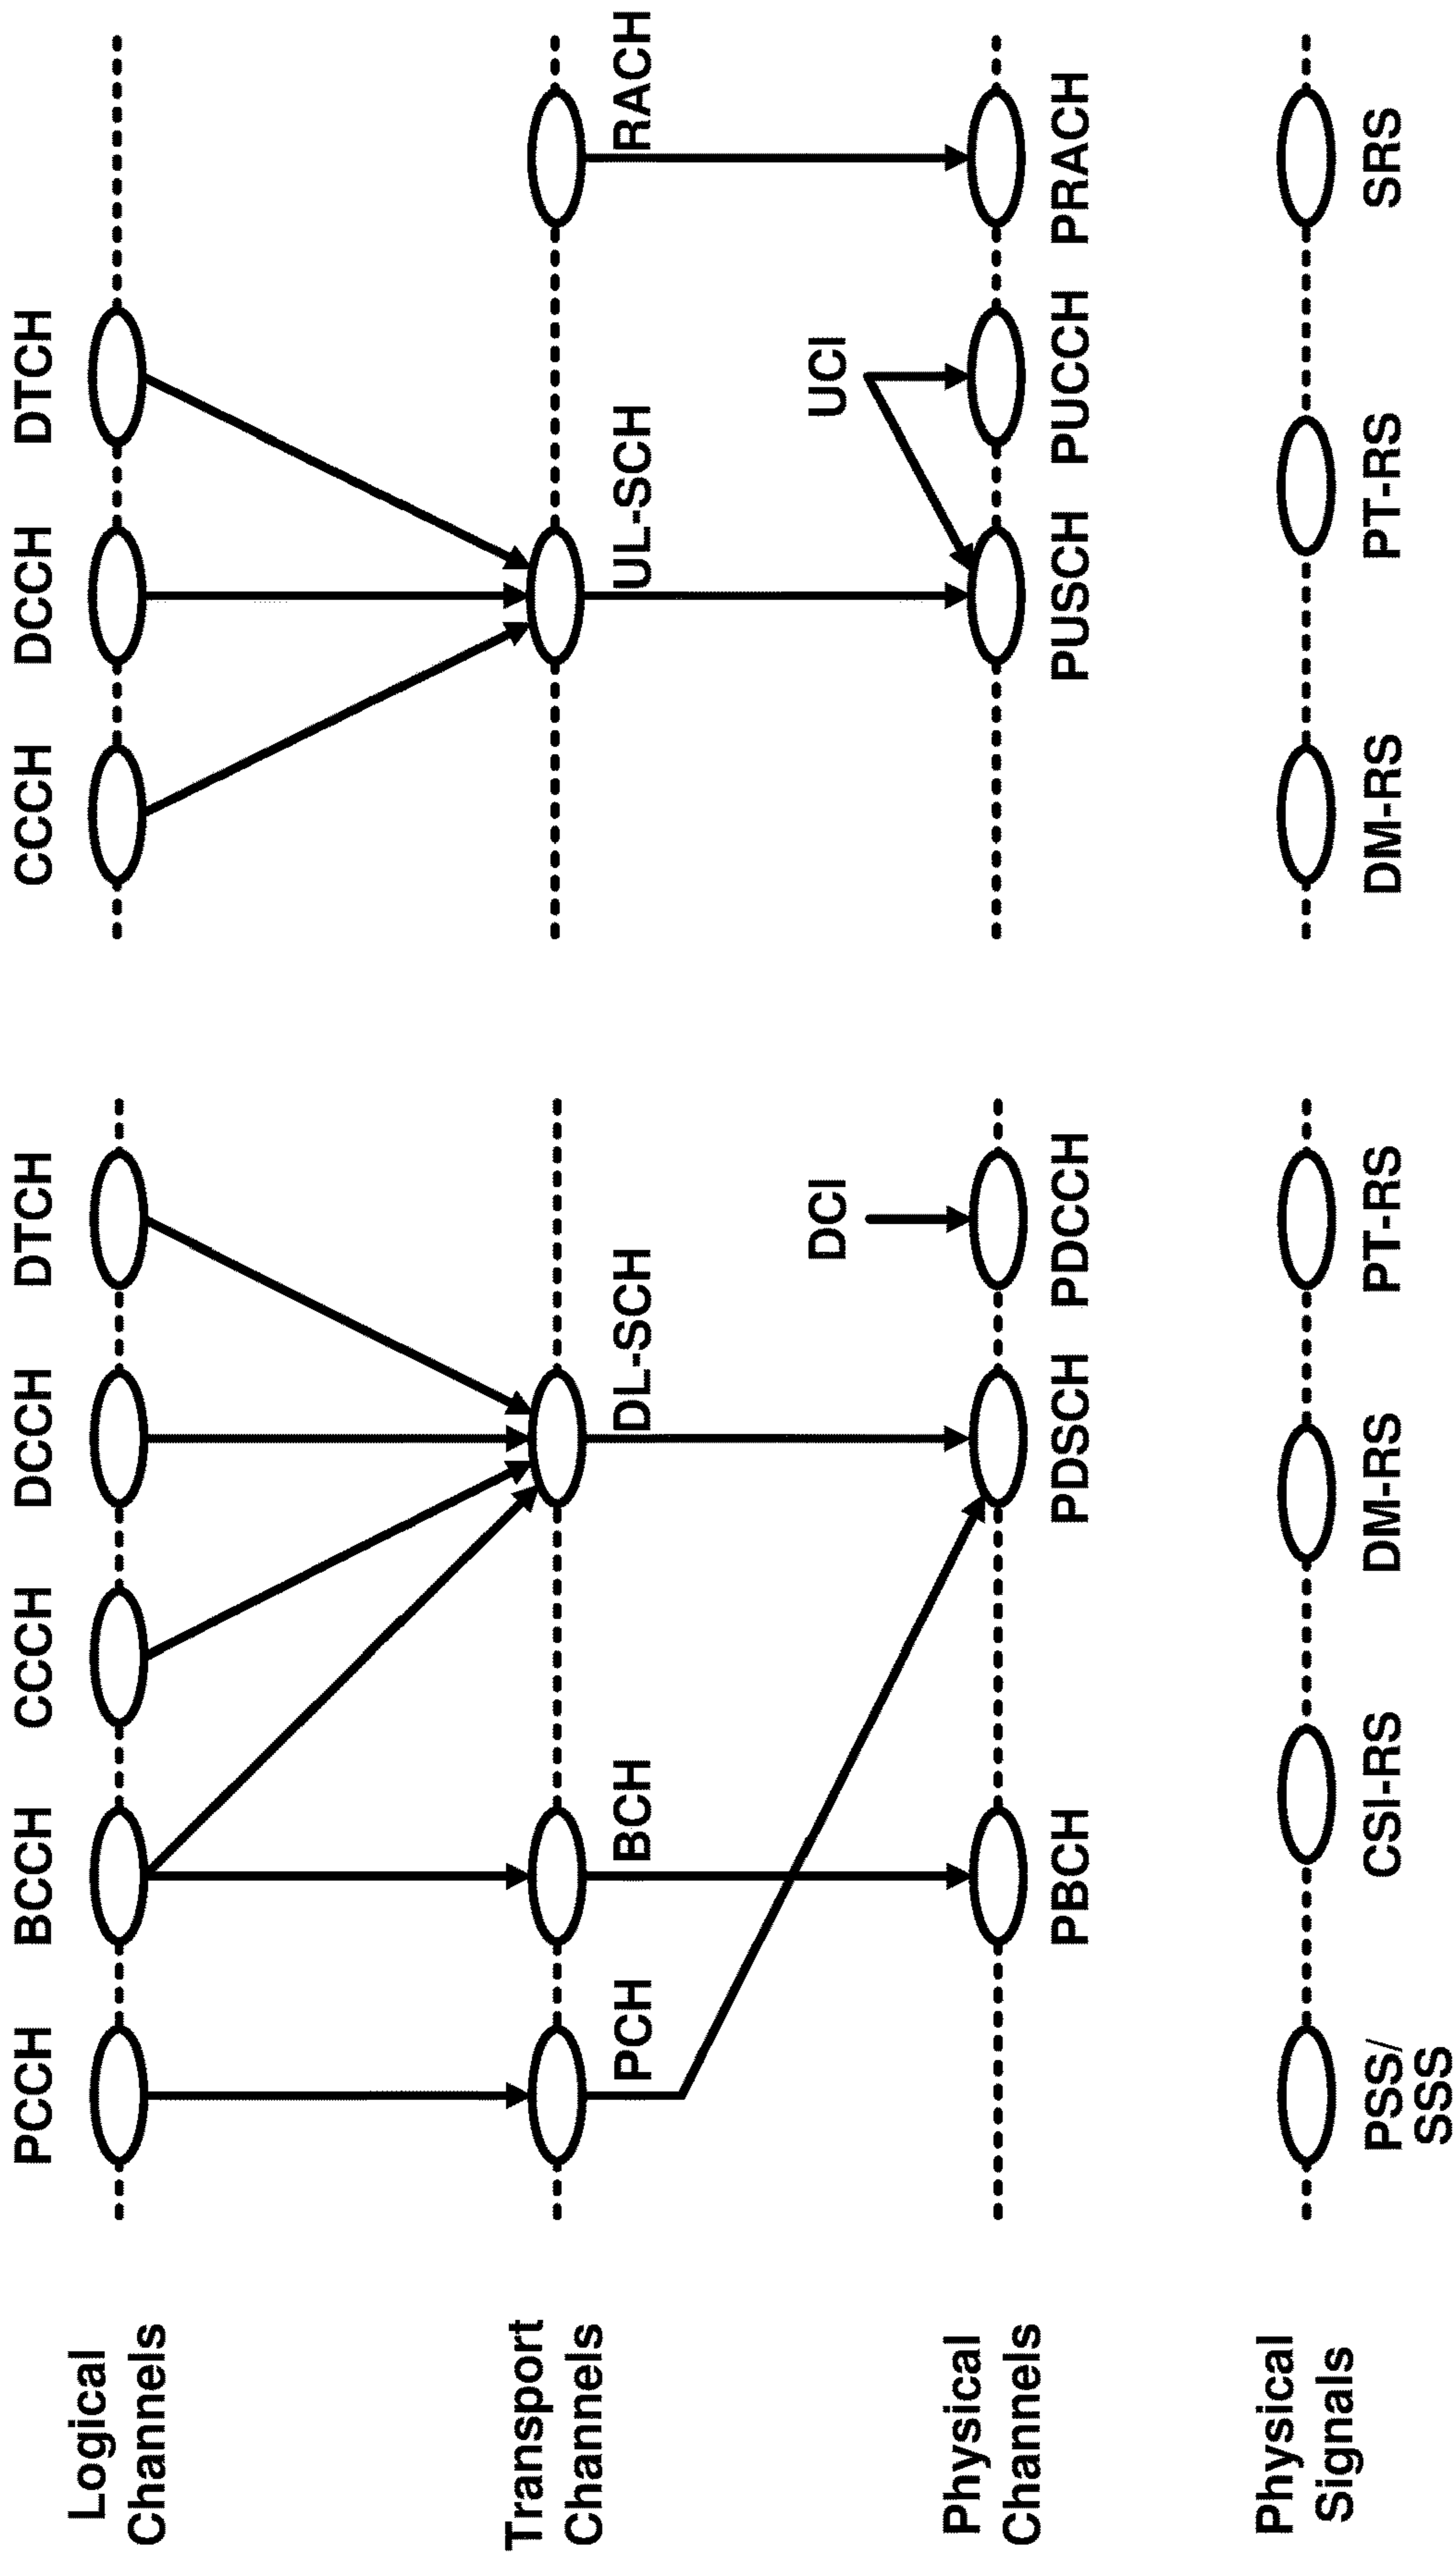 Logical
Channels
PCCH
BCCH
CCCH
DCCH
DTCH
CCCH
DCCH
DTCH
Transport
Channels
PCH
BCH
DL-SCH
UL-SCH
RACH
DCI
UCI
Physical
Channels
PBCH
PDSCH
PDCCH
PUSCH
PUCCH
PRACH
Physical
Signals
PSS/
SSS
CSI-RS
DM-RS
PT-RS
DM-RS
PT-RS
SRS